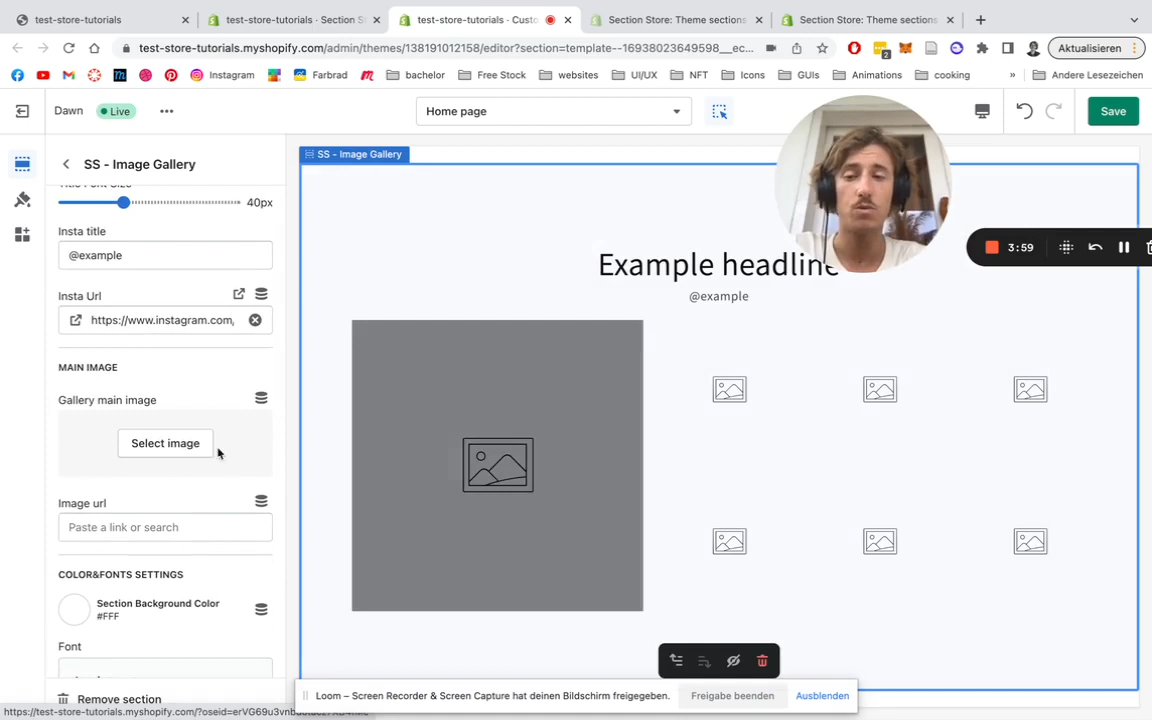 test-store-tutorials
test-store-tutorials · Section S
test-store-tutorials - Custo
Section Store: Theme sections
Section Store: Theme sections
test-store-tutorials.myshopify.com/admin/themes/138191012158/editor?section=template--16938023649598__ec...
2
Aktualisieren
Instagram
Farbrad
bachelor
Free Stock
websites
UI/UX
NFT
Icons
GUIs
Animations
cooking
»
Andere Lesezeichen
Dawn
Live
Home page
Save
SS - Image Gallery
SS - Image Gallery
Title Font Size
40px
Insta title
@example
Insta Url
https://www.instagram.com,
MAIN IMAGE
Gallery main image
Select image
Image url
Paste a link or search
COLOR&FONTS SETTINGS
Section Background Color
#FFF
Font
Remove section
Example headline
@example
3:59
Loom – Screen Recorder & Screen Capture hat deinen Bildschirm freigegeben.
Freigabe beenden
Ausblenden